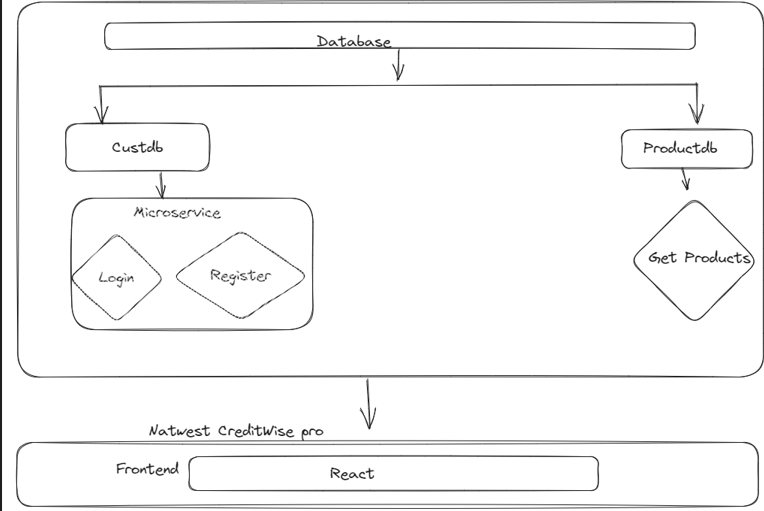 Database
Custdb
Productdb
Microservice
Login
Register
Get Products
Natwest CreditWise pro
Frontend
React